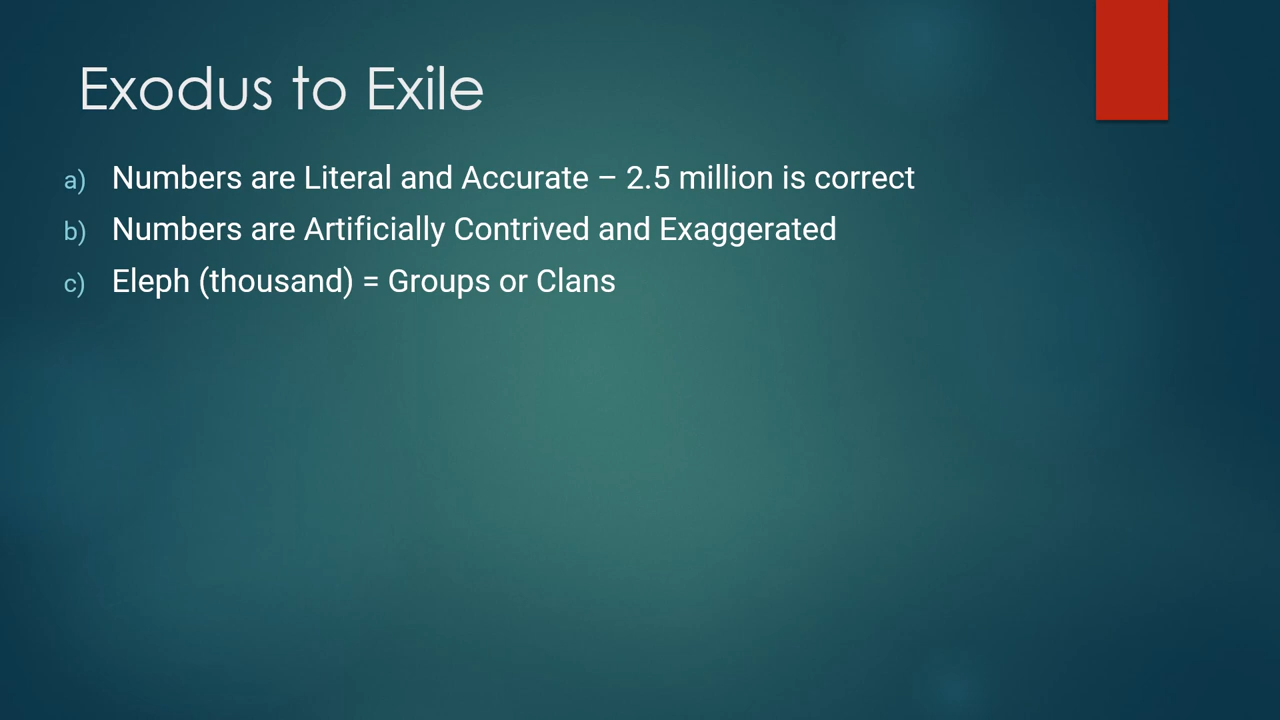 Exodus to Exile
a) Numbers are Literal and Accurate – 2.5 million is correct
b) Numbers are Artificially Contrived and Exaggerated
c) Eleph (thousand) = Groups or Clans